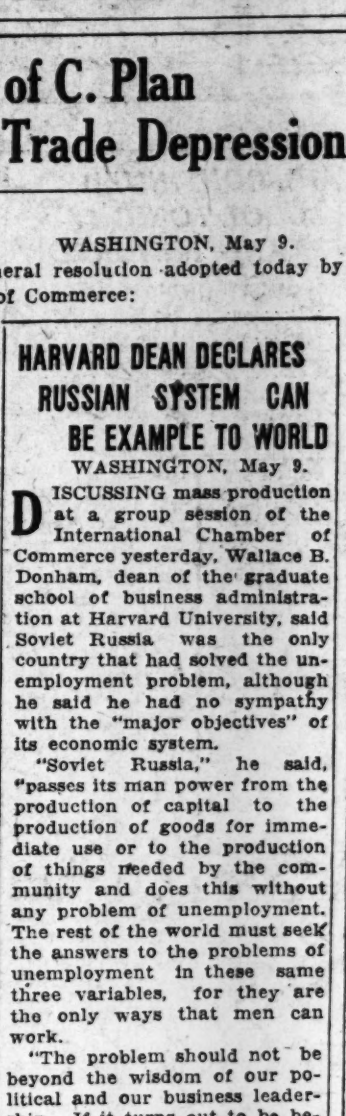 of C. Plan
Trade Depression
WASHINGTON, May 9.
neral resolution adopted today by
of Commerce:
HARVARD DEAN DECLARES
RUSSIAN SYSTEM CAN
BE EXAMPLE TO WORLD
WASHINGTON, May 9.
DISCUSSING mass production
at a group session of the
International Chamber of
Commerce yesterday, Wallace B.
Donham, dean of the graduate
school of business administra-
tion at Harvard University, said
Soviet Russia was the only
country that had solved the un-
employment problem, although
he said he had no sympathy
with the "major objectives" of
its economic system.
"Soviet Russia," he said,
"passes its man power from the
production of capital to the
production of goods for imme-
diate use or to the production
of things needed by the com-
munity and does this without
any problem of unemployment.
The rest of the world must seek
the answers to the problems of
unemployment in these same
three variables, for they are
the only ways that men can
work.
"The problem should not be
beyond the wisdom of our po-
litical and our business leader-